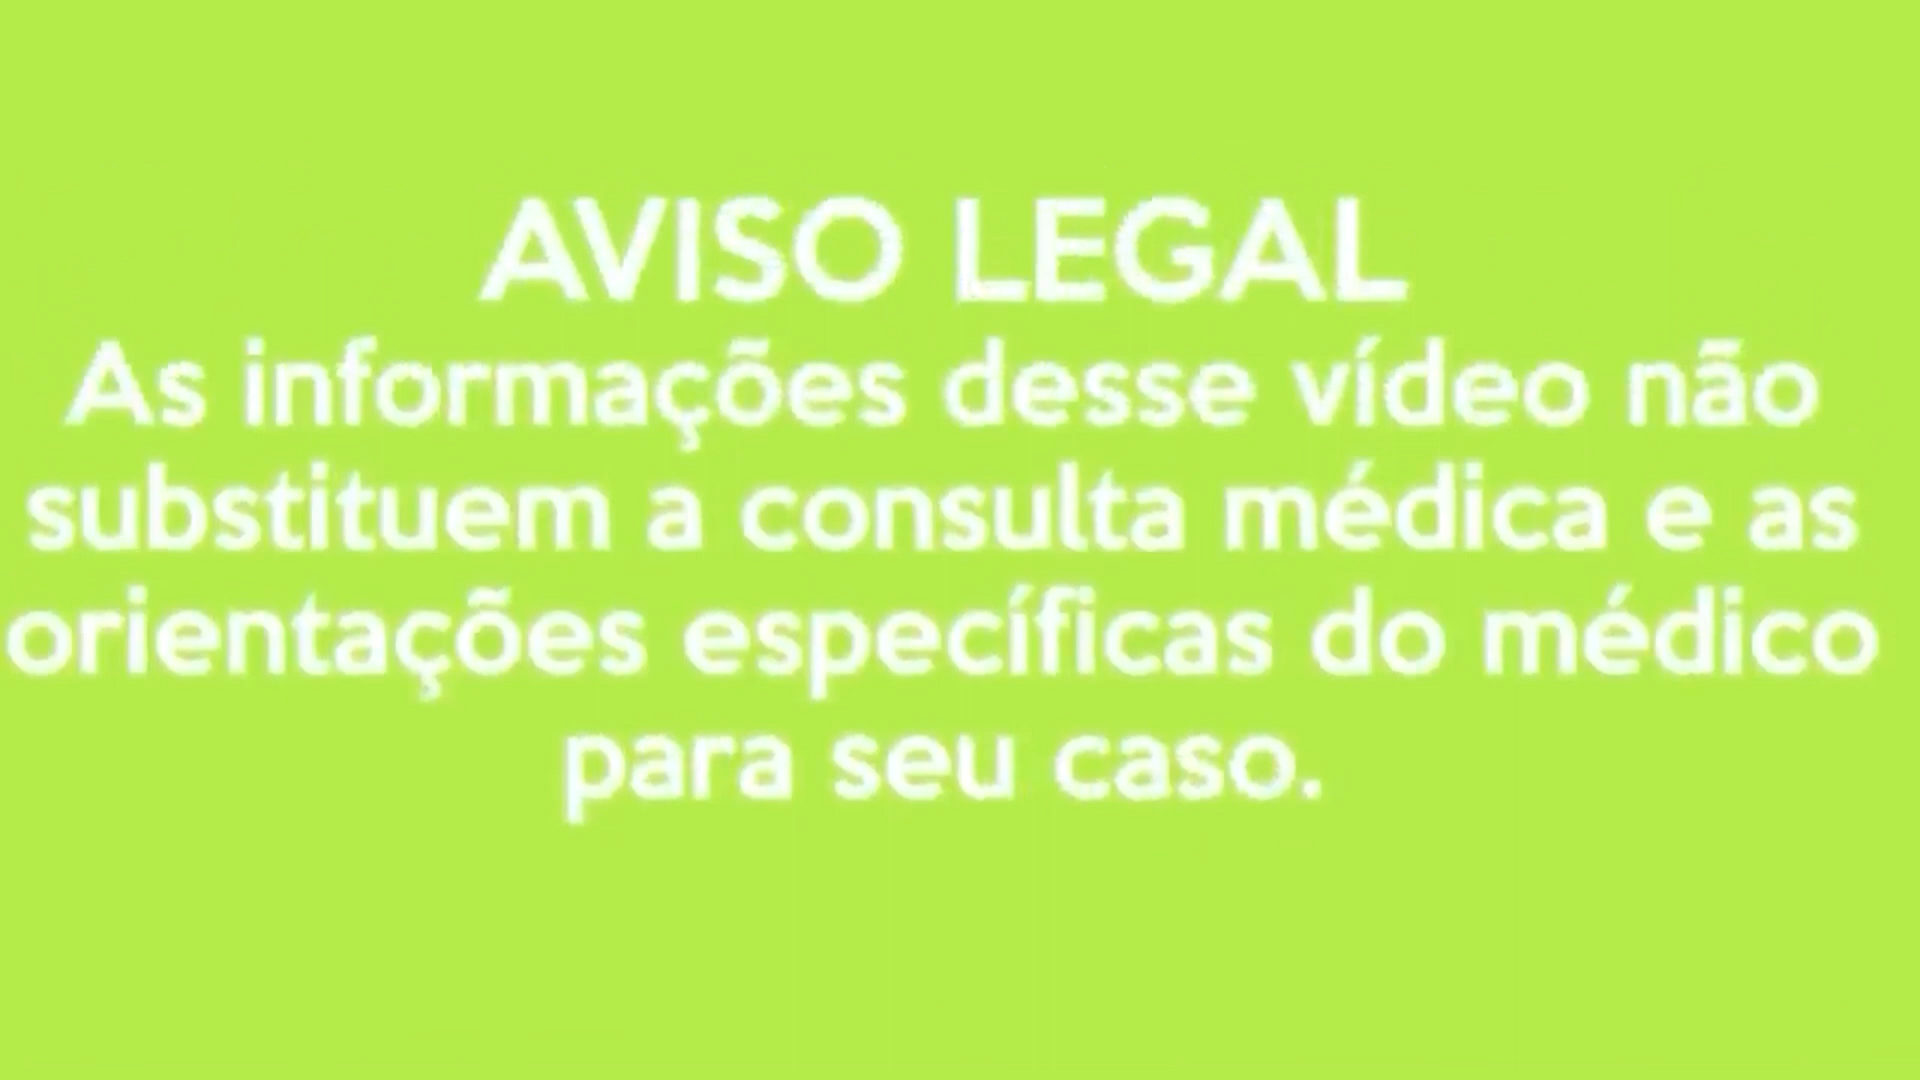 AVISO LEGAL
As informações desse vídeo não
substituem a consulta médica e as
orientações específicas do médico
para seu caso.